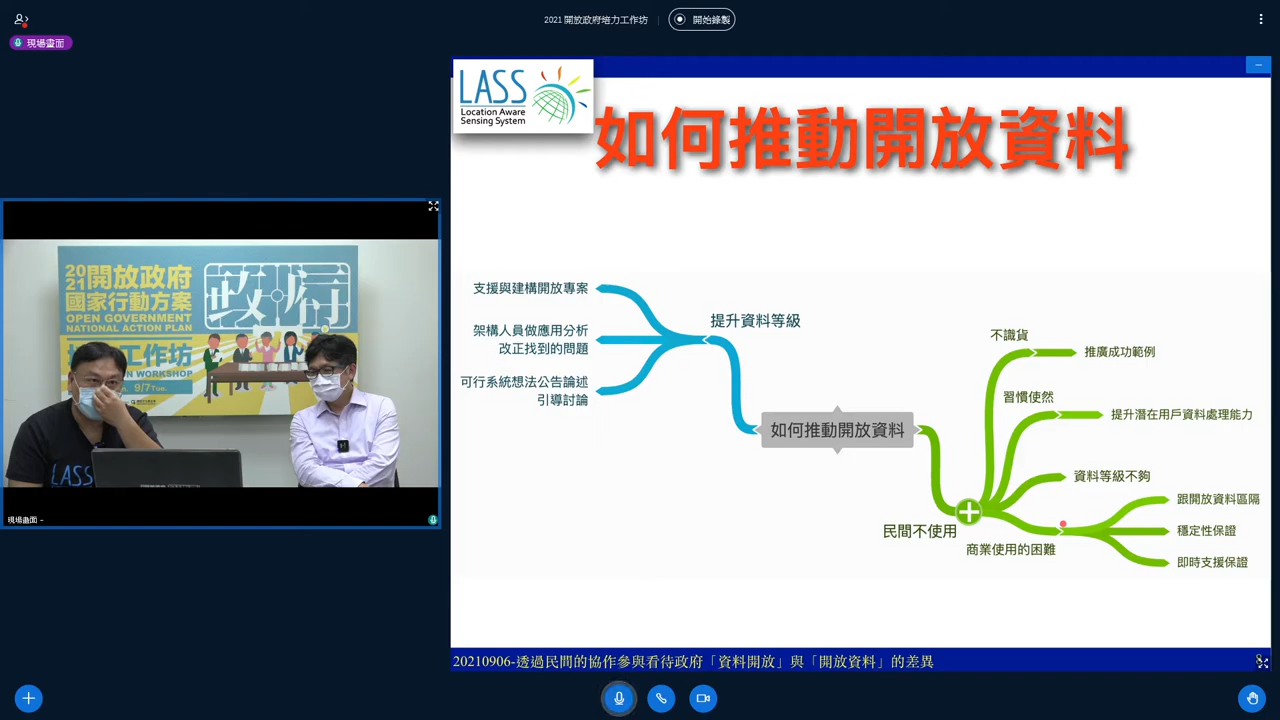 2021 開放政府培力工作坊
開始錄製
現場畫面
LASS
Location Aware
Sensing System
如何推動開放資料
支援與建構開放專案
架構人員做應用分析
改正找到的問題
可行系統想法公告論述
引導討論
提升資料等級
如何推動開放資料
民間不使用
不識貨
推廣成功範例
習慣使然
提升潛在用戶資料處理能力
資料等級不夠
商業使用的困難
跟開放資料區隔
穩定性保證
即時支援保證
20210906-透過民間的協作參與看待政府「資料開放」與「開放資料」的差異
2021開放政府
國家行動方案
OPEN GOVERNMENT
NATIONAL ACTION PLAN
政府
工作坊
WORKSHOP
9/7
LASS
現場畫面